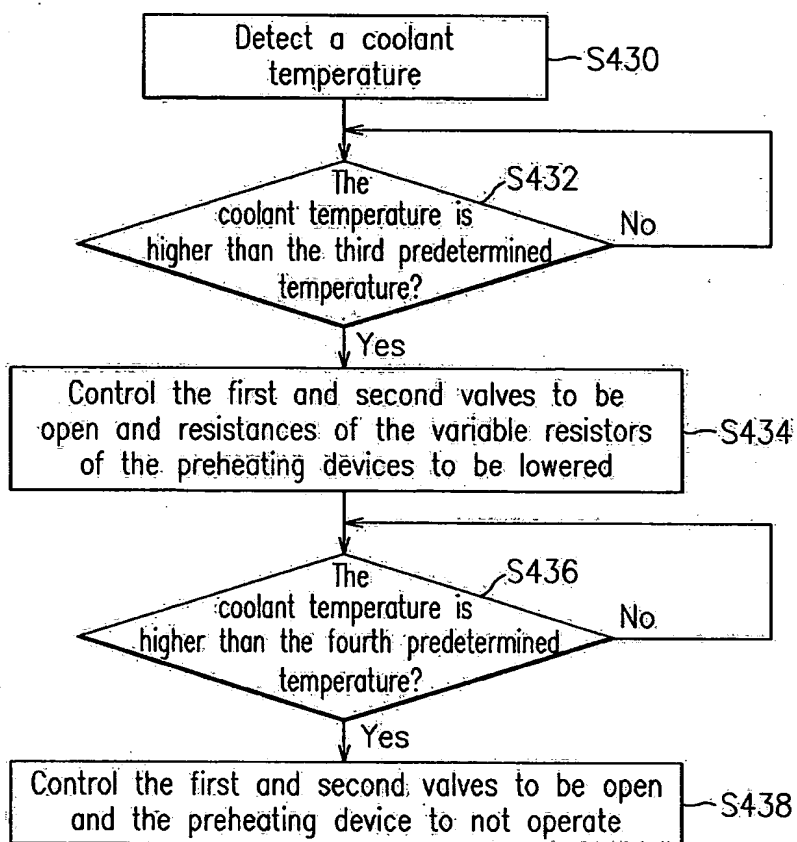 Detect a coolant
temperature
S430
The
S432
coolant temperature is
higher than the third predetermined
temperature?
No
Yes
Control the first and second valves to be
open and resistances of the variable resistors
of the preheating devices to be lowered
S434
The
S436
coolant temperature is
higher than the fourth predetermined
temperature?
No
Yes
Control the first and second valves to be open
and the preheating device to not operate
S438